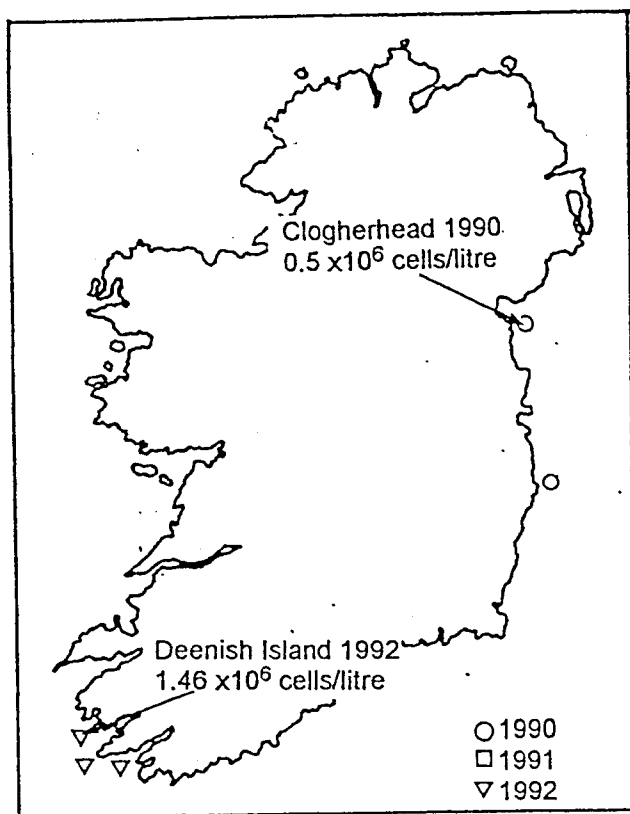 Clogherhead 1990
0.5 x10⁶ cells/litre
Deenish Island 1992
1.46 x10⁶ cells/litre
1990
1991
1992